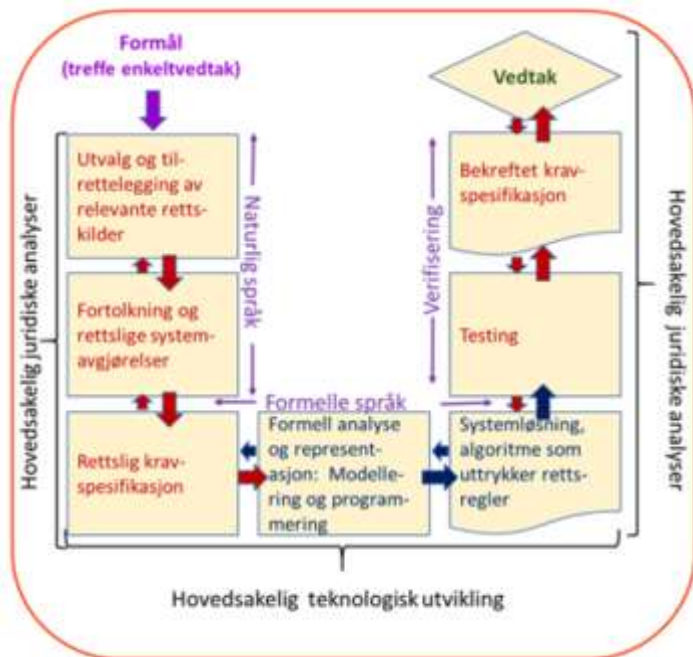 Formål
(treffe enkeltvedtak)
Utvalg og til-
rettelegging av
relevante retts-
kilder
Fortolkning og
rettslige system-
avgjørelser
Rettslig krav-
spesifikasjon
Naturlig språk
Formelle språk
Formell analyse
og represent-
asjon: Modelle-
ring og program-
mering
Systemløsning,
algoritme som
uttrykker retts-
regler
Testing
Bekreftet krav-
spesifikasjon
Vedtak
Verifisering
Hovedsakelig juridiske analyser
Hovedsakelig juridiske analyser
Hovedsakelig teknologisk utvikling